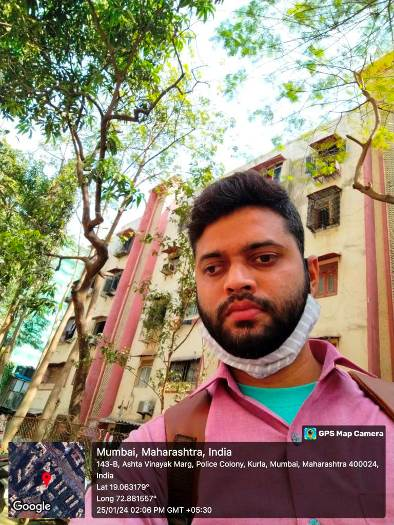 GPS Map Camera
Mumbai, Maharashtra, India
143-B, Ashta Vinayak Marg, Police Colony, Kurla, Mumbai, Maharashtra 400024,
India
Lat 19.063179°
Long 72.881557°
25/01/24 02:06 PM GMT +05:30
Google